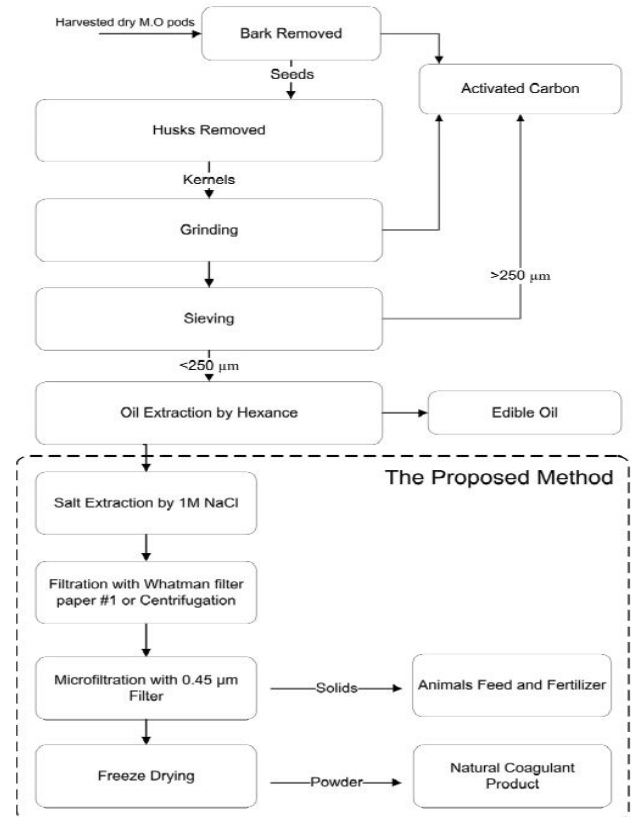 Harvested dry M.O pods
Bark Removed
Seeds
Activated Carbon
Husks Removed
Kernels
Grinding
>250 µm
Sieving
<250 µm
Oil Extraction by Hexance
Edible Oil
The Proposed Method
Salt Extraction by 1M NaCl
Filtration with Whatman filter
paper #1 or Centrifugation
Microfiltration with 0.45 µm
Filter
Solids
Animals Feed and Fertilizer
Freeze Drying
Powder
Natural Coagulant
Product